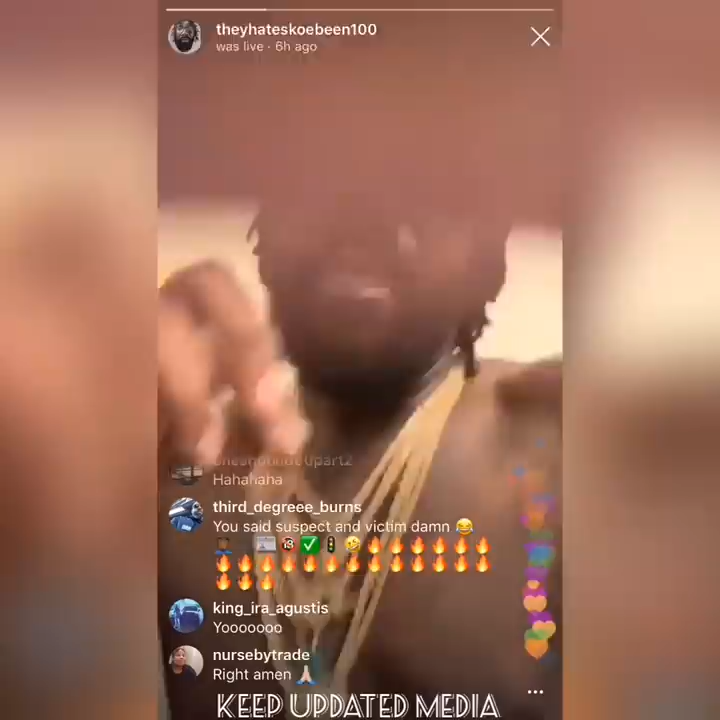 theyhateskoebeen100
was live · 6h ago
Hahahaha
third_degreee_burns
You said suspect and victim damn 😂
king_ira_agustis
Yooooooo
nursebytrade
Right amen 🙏🏻
KEEP UPDATED MEDIA